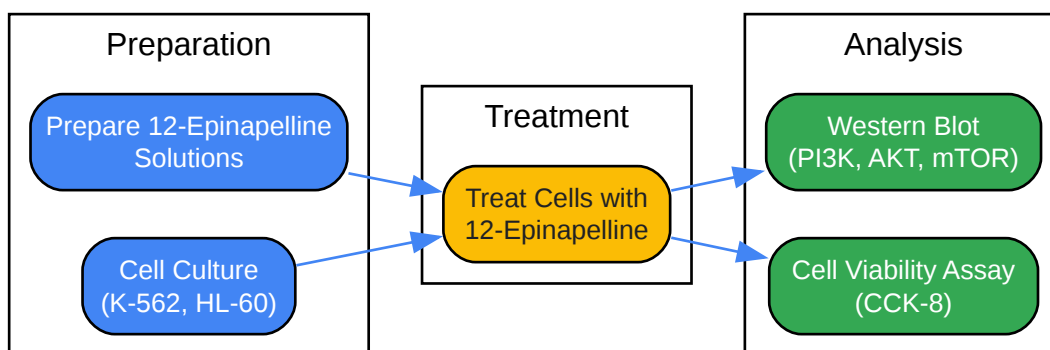 Preparation
Prepare 12-Epinapelline
Solutions
Cell Culture
(K-562, HL-60)
Treatment
Treat Cells with
12-Epinapelline
Analysis
Western Blot
(PI3K, AKT, mTOR)
Cell Viability Assay
(CCK-8)